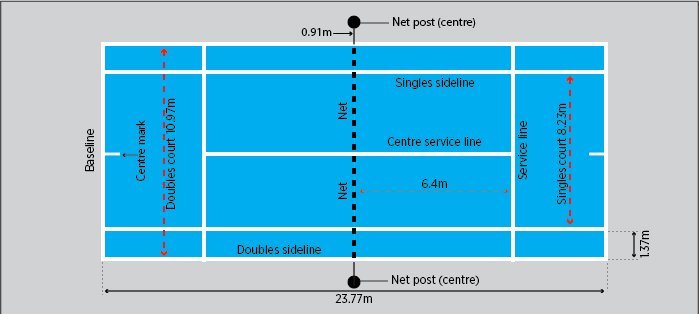 Net post (centre)
0.91m
Singles sideline
Net
Centre service line
Baseline
Centre mark
Doubles court 10.97m
Service line
Singles court 8.23m
Net
6.4m
1.37m
Doubles sideline
Net post (centre)
23.77m